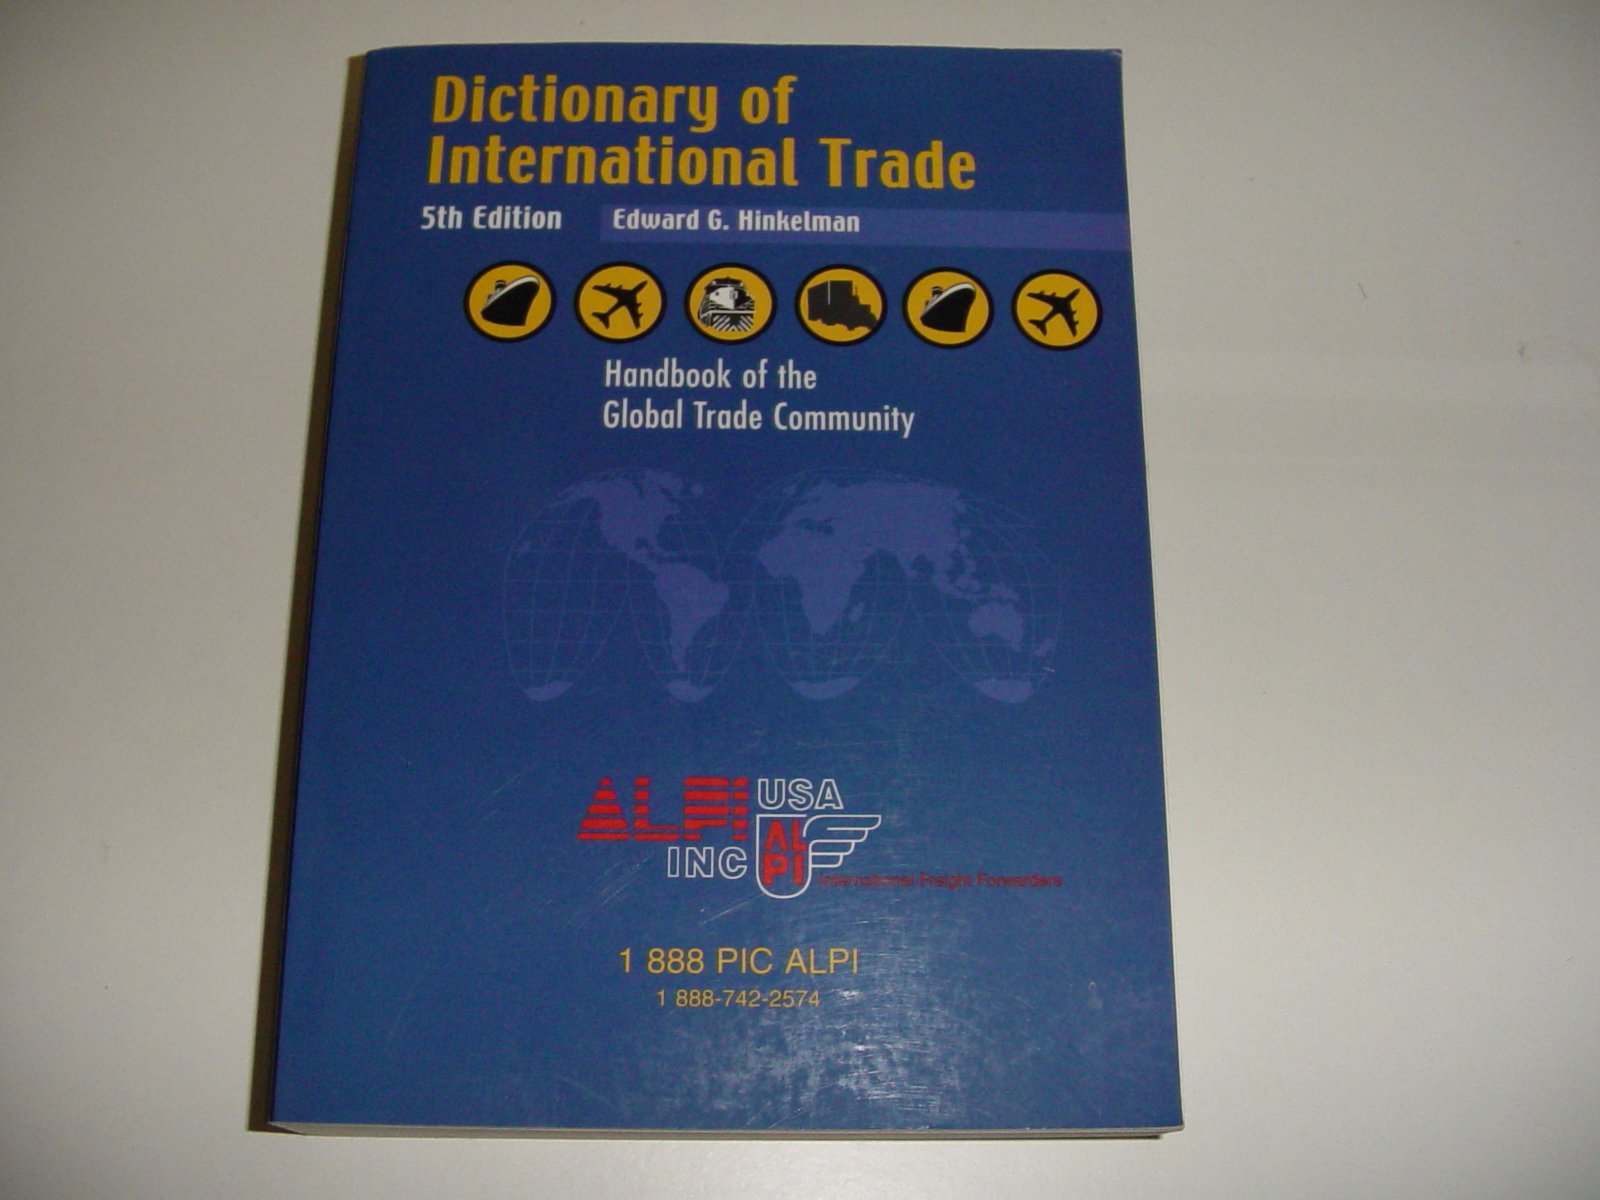 Dictionary of
International Trade
5th Edition Edward G. Hinkelman
Handbook of the
Global Trade Community
ALPI USA
INC AL
PI International Freight Forwarders
1 888 PIC ALPI
1 888-742-2574